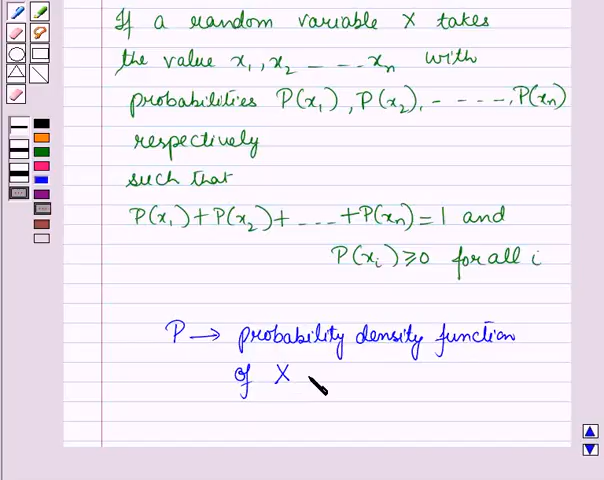 If a random variable X takes
the value x₁, x₂ ------ xₙ with
probabilities P(x₁), P(x₂), - - - - -, P(xₙ)
respectively
such that
P(x₁)+P(x₂)+ ---- +P(xₙ)=1 and
P(xᵢ)⩾0 for all i
P → probability density function
of X